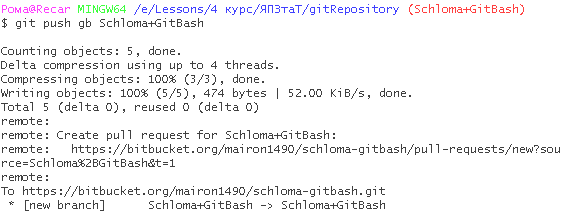 Рома@Recar MINGW64 /e/Lessons/4 курс/ЯПЗтаТ/gitRepository (Schloma+GitBash)
$ git push gb Schloma+GitBash
Counting objects: 5, done.
Delta compression using up to 4 threads.
Compressing objects: 100% (3/3), done.
Writing objects: 100% (5/5), 474 bytes | 52.00 KiB/s, done.
Total 5 (delta 0), reused 0 (delta 0)
remote:
remote: Create pull request for Schloma+GitBash:
remote:   https://bitbucket.org/mairon1490/schloma-gitbash/pull-requests/new?sou
rce=Schloma%2BGitBash&t=1
remote:
To https://bitbucket.org/mairon1490/schloma-gitbash.git
 * [new branch]      Schloma+GitBash -> Schloma+GitBash